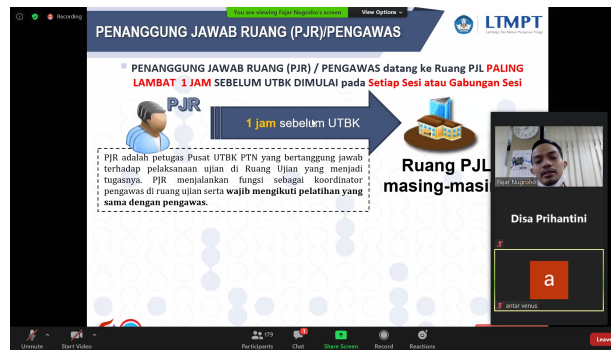 Recording
You are viewing Fajar Nugroho's screen
View Options
PENANGGUNG JAWAB RUANG (PJR)/PENGAWAS
LTMPT
PENANGGUNG JAWAB RUANG (PJR) / PENGAWAS datang ke Ruang PJL PALING
LAMBAT 1 JAM SEBELUM UTBK DIMULAI pada Setiap Sesi atau Gabungan Sesi
PJR
1 jam sebelum UTBK
PJR adalah petugas Pusat UTBK PTN yang bertanggung jawab
terhadap pelaksanaan ujian di Ruang Ujian yang menjadi
tugasnya. PJR menjalankan fungsi sebagai koordinator
pengawas di ruang ujian serta wajib mengikuti pelatihan yang
sama dengan pengawas.
Ruang PJL
masing-masi
Fajar Nugroho
Disa Prihantini
a
antar venus
Unmute
Start Video
179
Participants
1
Chat
Share Screen
Record
Reactions
Leave